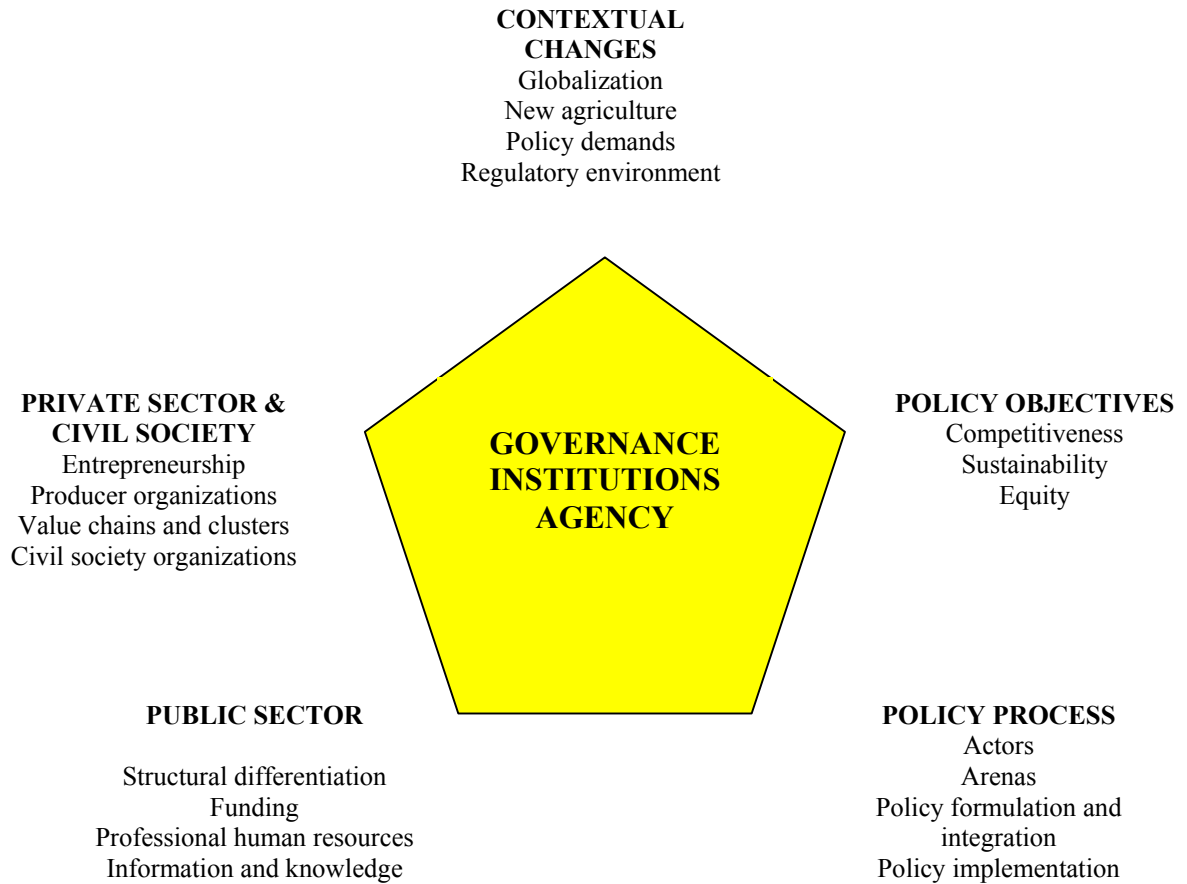 CONTEXTUAL
CHANGES
Globalization
New agriculture
Policy demands
Regulatory environment
PRIVATE SECTOR &
CIVIL SOCIETY
Entrepreneurship
Producer organizations
Value chains and clusters
Civil society organizations
GOVERNANCE
INSTITUTIONS
AGENCY
POLICY OBJECTIVES
Competitiveness
Sustainability
Equity
PUBLIC SECTOR
Structural differentiation
Funding
Professional human resources
Information and knowledge
POLICY PROCESS
Actors
Arenas
Policy formulation and
integration
Policy implementation